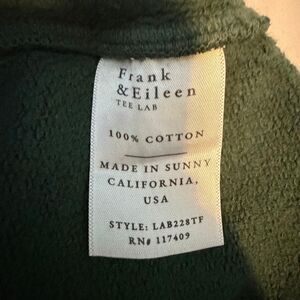 Frank
&Eileen
TEE LAB
100% COTTON
MADE IN SUNNY
CALIFORNIA,
USA
STYLE: LAB228TF
RN# 117409